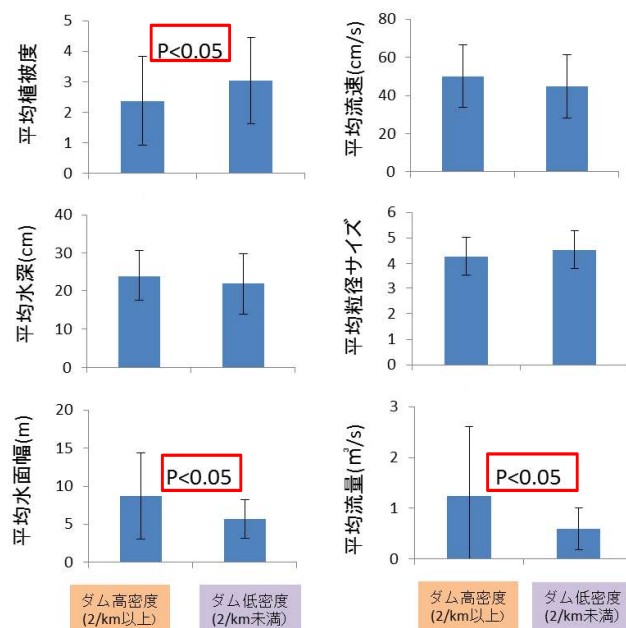 平均植被度
5
4
3
2
1
0
P<0.05
平均流速(cm/s)
80
60
40
20
0
平均水深(cm)
40
30
20
10
0
平均粒径サイズ
6
5
4
3
2
1
0
平均水面幅(m)
20
15
10
5
0
P<0.05
平均流量(㎥/s)
3
2
1
0
P<0.05
ダム高密度
(2/km以上)
ダム低密度
(2/km未満)
ダム高密度
(2/km以上)
ダム低密度
(2/km未満)